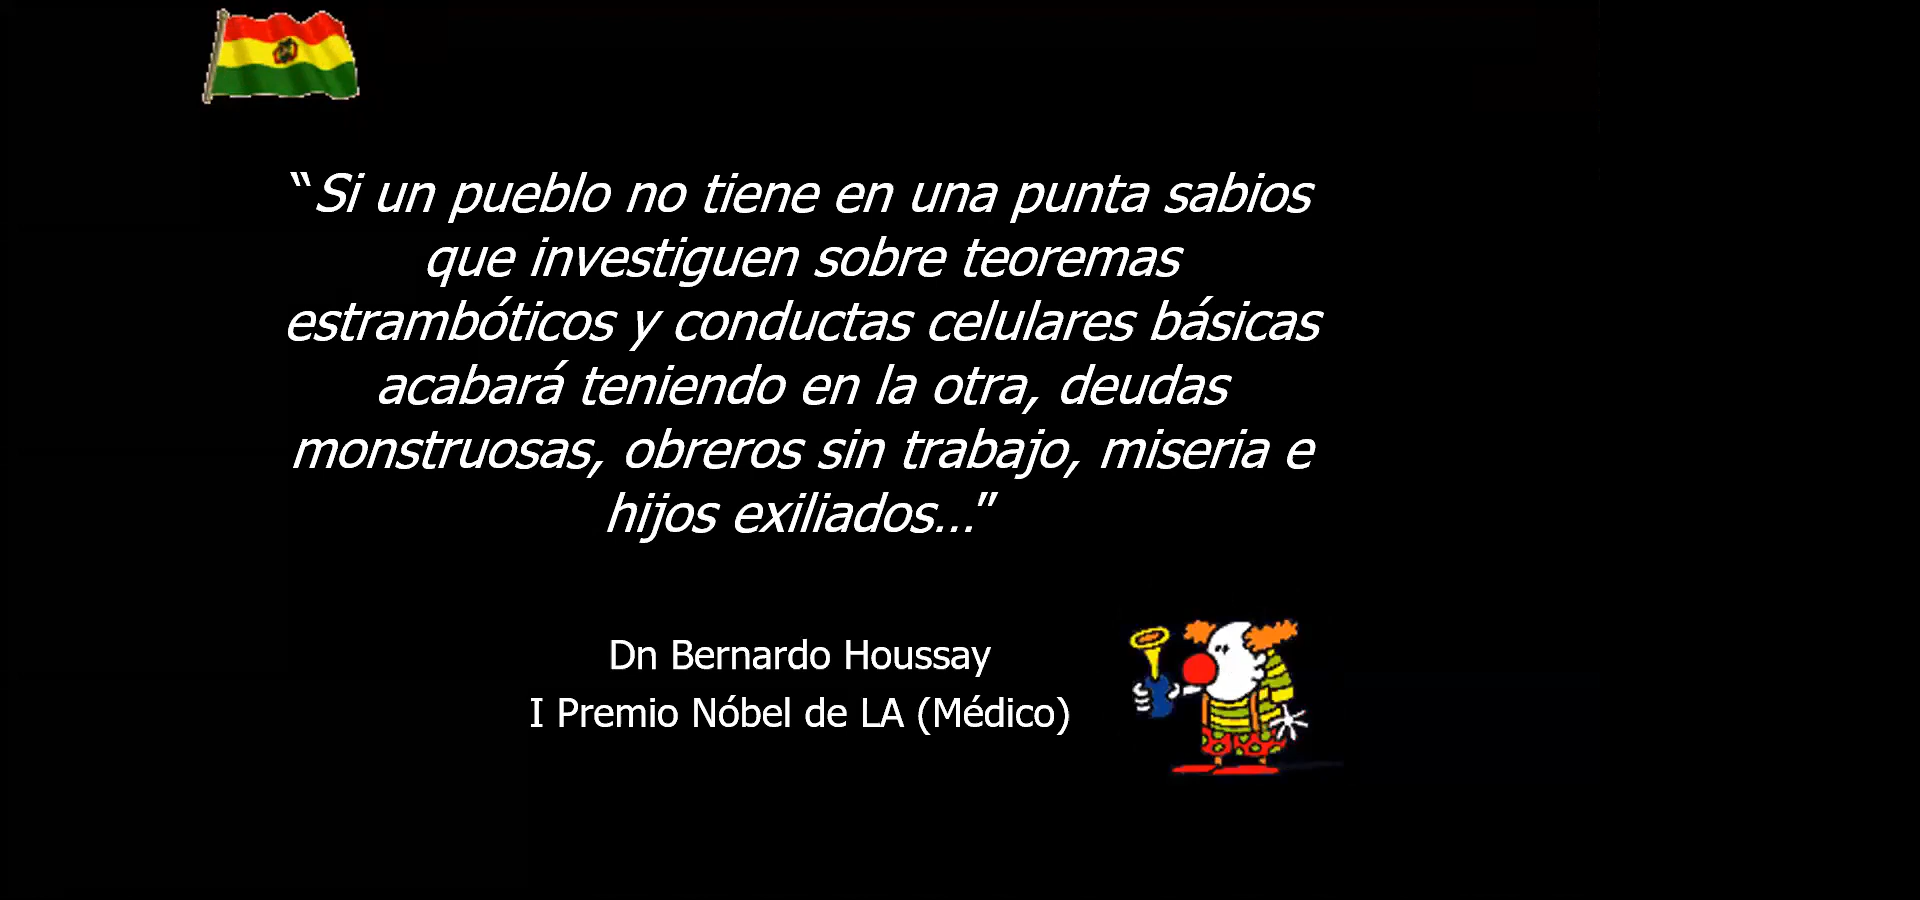 “Si un pueblo no tiene en una punta sabios
que investiguen sobre teoremas
estrambóticos y conductas celulares básicas
acabará teniendo en la otra, deudas
monstruosas, obreros sin trabajo, miseria e
hijos exiliados…”
Dn Bernardo Houssay
I Premio Nóbel de LA (Médico)